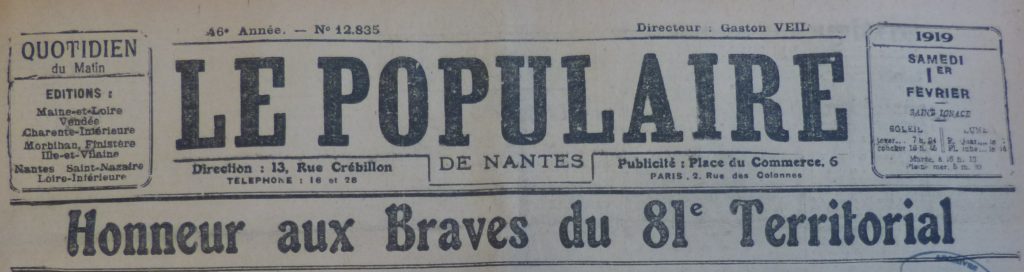 46e Année. — No 12.835
Directeur : Gaston VEIL
QUOTIDIEN
du Matin
EDITIONS :
Maine-et-Loire
Vendée
Charente-Inférieure
Morbihan, Finistère
Ille-et-Vilaine
Nantes Saint-Nazaire
Loire-Inférieure
LE POPULAIRE
DE NANTES
Direction : 13, Rue Crébillon
TELEPHONE : 16 et 28
Publicité : Place du Commerce, 6
PARIS, 2, Rue des Colonnes
1919
SAMEDI
1ER
FÉVRIER
SAINT IGNACE
SOLEIL
LUNE
7 h.
Honneur aux Braves du 81e Territorial